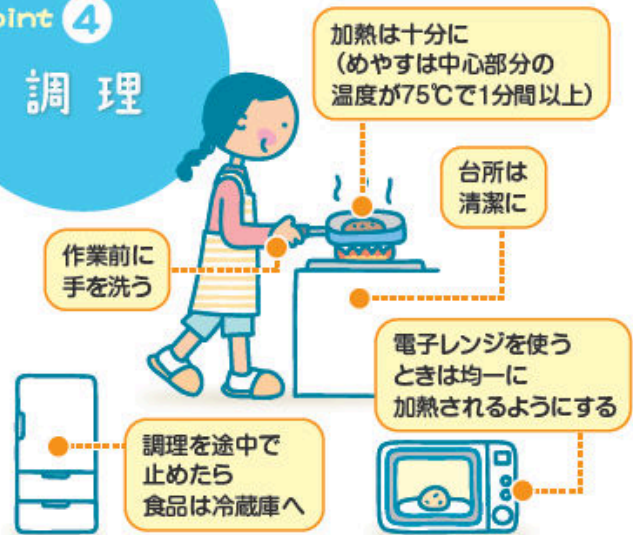 point 4
調理
加熱は十分に
（めやすは中心部分の
温度が75℃で1分間以上）
台所は
清潔に
作業前に
手を洗う
電子レンジを使う
ときは均一に
加熱されるようにする
調理を途中で
止めたら
食品は冷蔵庫へ